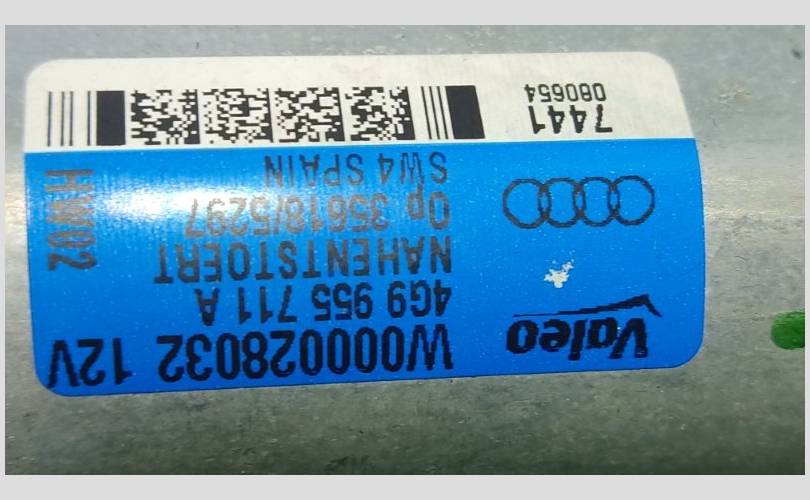 Valeo
W000028032 12V
4G9 955 711 A
NAHENTSTOERT
Op 35618/5297
SW4 SPAIN
HW02
7441
080654